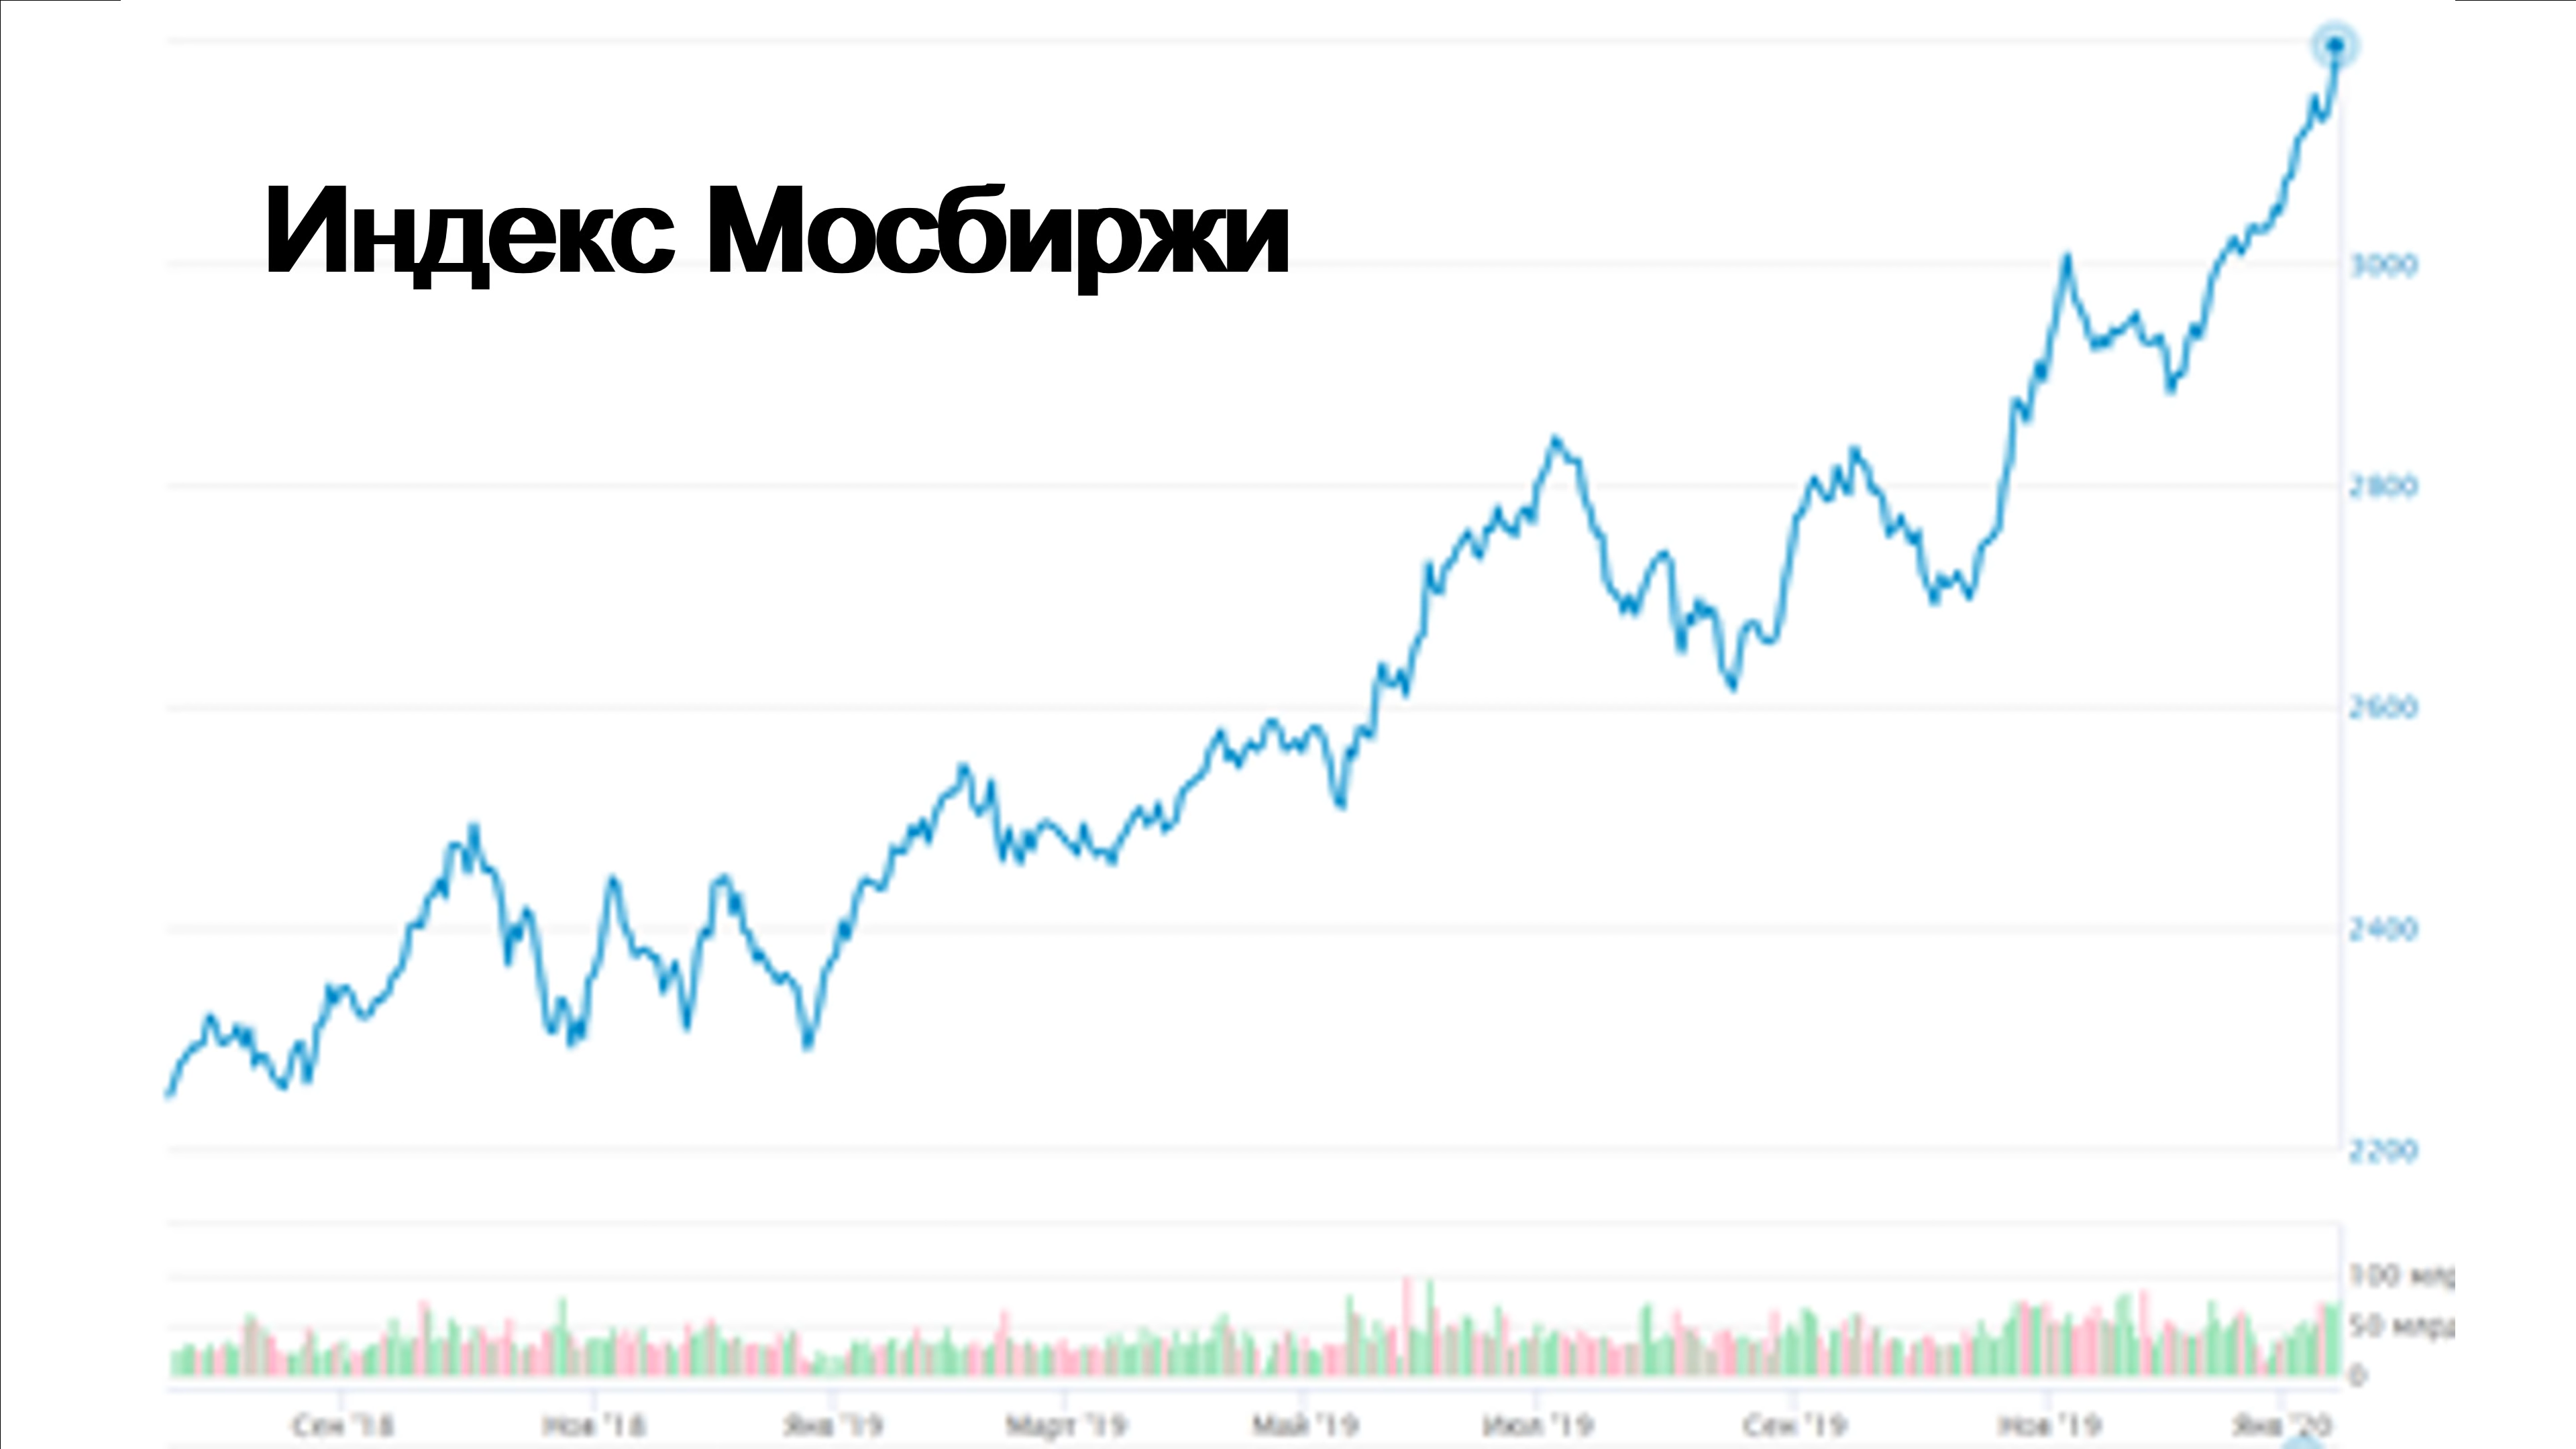 Индекс Мосбиржи
3000
2800
2600
2400
2200
100 млр
50 млрд
0
Сен '18
Ноя '18
Янв '19
Март '19
Май '19
Июл '19
Сен '19
Ноя '19
Янв '20